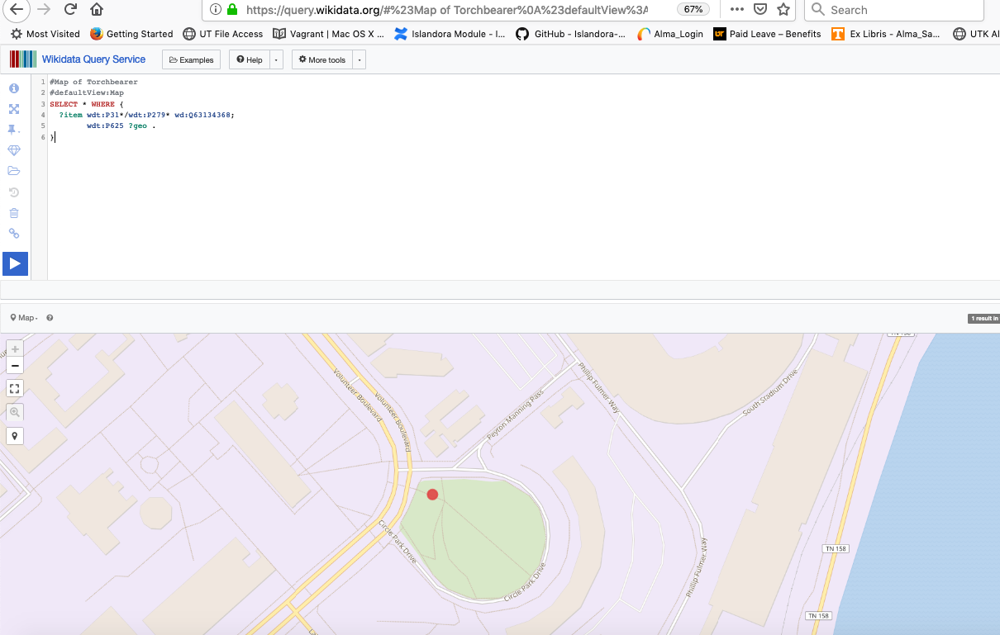 https://query.wikidata.org/#%23Map of Torchbearer%0A%23defaultView%3A
67%
Search
Most Visited
Getting Started
UT File Access
Vagrant | Mac OS X ...
Islandora Module - I...
GitHub - Islandora-...
Alma_Login
Paid Leave – Benefits
Ex Libris - Alma_Sa...
UTK Al
Wikidata Query Service
Examples
Help
More tools
1 #Map of Torchbearer
2 #defaultView:Map
3 SELECT * WHERE {
4 ?item wdt:P31*/wdt:P279* wd:Q63134368;
5 wdt:P625 ?geo .
6 }
Map
1 result in
TN 158
Volunteer Boulevard
Volunteer Boulevard
Peyton Manning Pass
Phillip Fulmer Way
South Stadium Drive
Circle Park Drive
Circle Park Drive
Phillip Fulmer Way
TN 158
TN 158